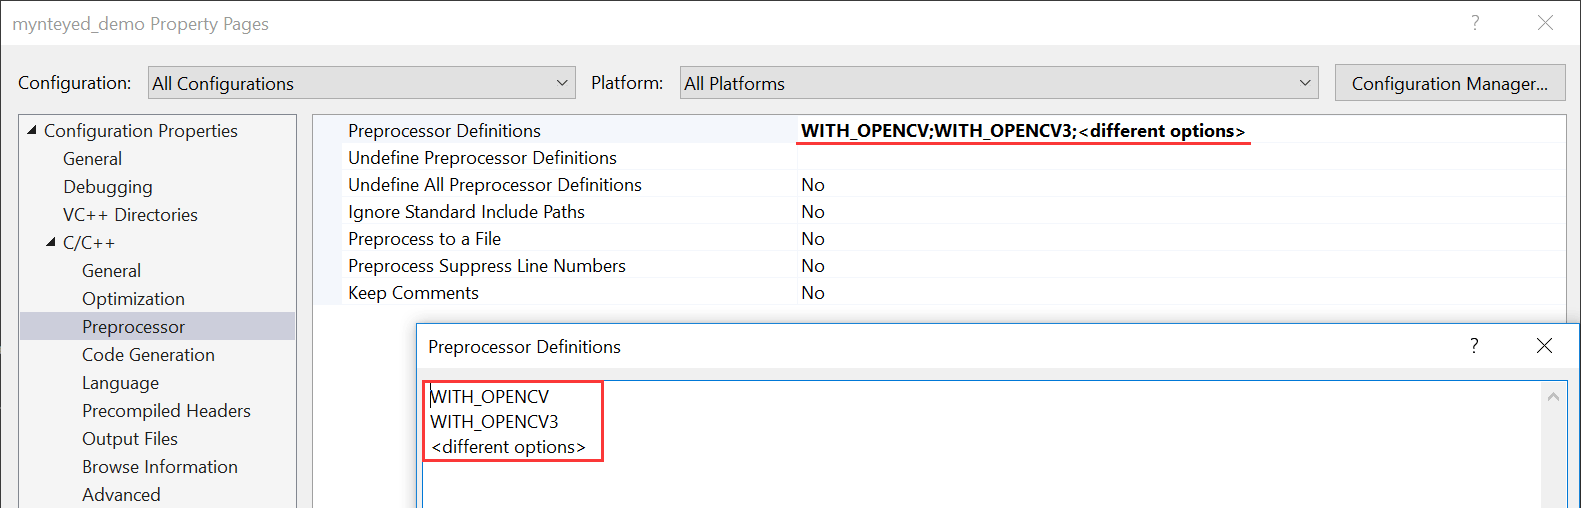 mynteyed_demo Property Pages
Configuration: All Configurations Platform: All Platforms Configuration Manager...
Configuration Properties
General
Debugging
VC++ Directories
C/C++
General
Optimization
Preprocessor
Code Generation
Language
Precompiled Headers
Output Files
Browse Information
Advanced
Preprocessor Definitions WITH_OPENCV;WITH_OPENCV3;<different options>
Undefine Preprocessor Definitions
Undefine All Preprocessor Definitions No
Ignore Standard Include Paths No
Preprocess to a File No
Preprocess Suppress Line Numbers No
Keep Comments No
Preprocessor Definitions ?
WITH_OPENCV
WITH_OPENCV3
<different options>